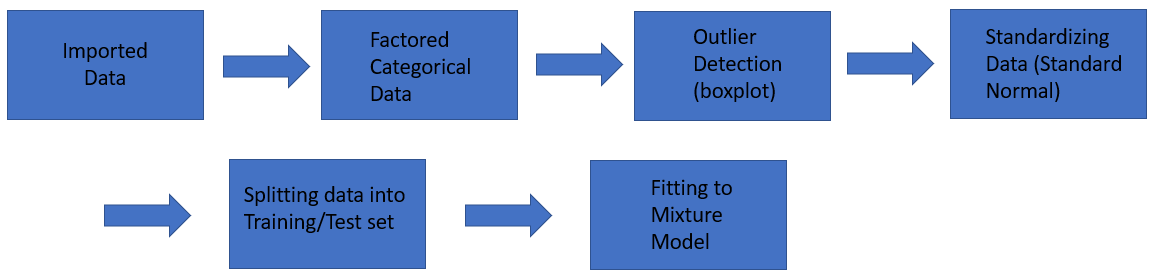 Imported
Data
Factored
Categorical
Data
Outlier
Detection
(boxplot)
Standardizing
Data (Standard
Normal)
Splitting data into
Training/Test set
Fitting to
Mixture
Model